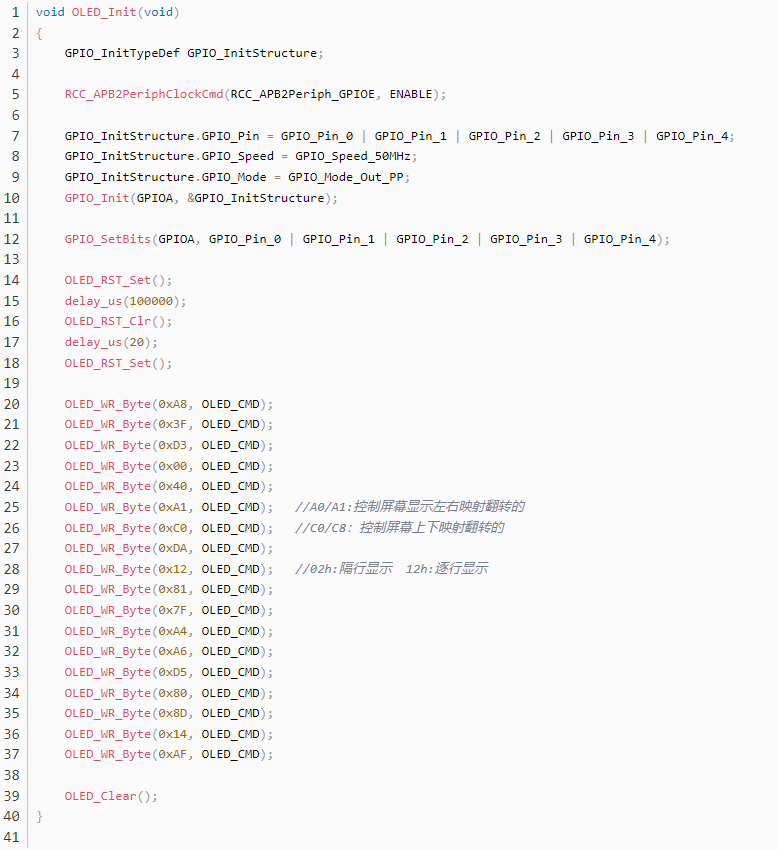 1 void OLED_Init(void)
2 {
3     GPIO_InitTypeDef GPIO_InitStructure;
4
5     RCC_APB2PeriphClockCmd(RCC_APB2Periph_GPIOE, ENABLE);
6
7     GPIO_InitStructure.GPIO_Pin = GPIO_Pin_0 | GPIO_Pin_1 | GPIO_Pin_2 | GPIO_Pin_3 | GPIO_Pin_4;
8     GPIO_InitStructure.GPIO_Speed = GPIO_Speed_50MHz;
9     GPIO_InitStructure.GPIO_Mode = GPIO_Mode_Out_PP;
10     GPIO_Init(GPIOA, &GPIO_InitStructure);
11
12     GPIO_SetBits(GPIOA, GPIO_Pin_0 | GPIO_Pin_1 | GPIO_Pin_2 | GPIO_Pin_3 | GPIO_Pin_4);
13
14     OLED_RST_Set();
15     delay_us(100000);
16     OLED_RST_Clr();
17     delay_us(20);
18     OLED_RST_Set();
19
20     OLED_WR_Byte(0xA8, OLED_CMD);
21     OLED_WR_Byte(0x3F, OLED_CMD);
22     OLED_WR_Byte(0xD3, OLED_CMD);
23     OLED_WR_Byte(0x00, OLED_CMD);
24     OLED_WR_Byte(0x40, OLED_CMD);
25     OLED_WR_Byte(0xA1, OLED_CMD);   //A0/A1:控制屏幕显示左右映射翻转的
26     OLED_WR_Byte(0xC0, OLED_CMD);   //C0/C8：控制屏幕上下映射翻转的
27     OLED_WR_Byte(0xDA, OLED_CMD);
28     OLED_WR_Byte(0x12, OLED_CMD);   //02h:隔行显示  12h:逐行显示
29     OLED_WR_Byte(0x81, OLED_CMD);
30     OLED_WR_Byte(0x7F, OLED_CMD);
31     OLED_WR_Byte(0xA4, OLED_CMD);
32     OLED_WR_Byte(0xA6, OLED_CMD);
33     OLED_WR_Byte(0xD5, OLED_CMD);
34     OLED_WR_Byte(0x80, OLED_CMD);
35     OLED_WR_Byte(0x8D, OLED_CMD);
36     OLED_WR_Byte(0x14, OLED_CMD);
37     OLED_WR_Byte(0xAF, OLED_CMD);
38
39     OLED_Clear();
40 }
41